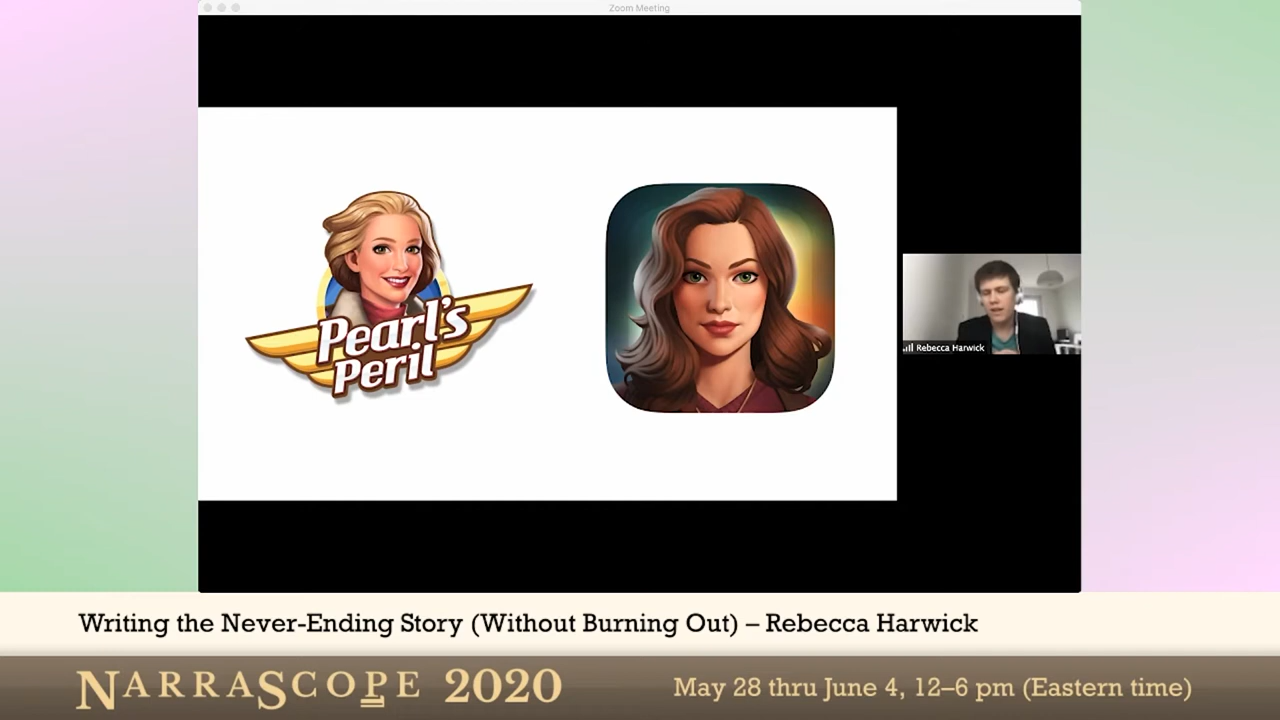 Zoom Meeting
Pearl's
Peril
Rebecca Harwick
Writing the Never-Ending Story (Without Burning Out) – Rebecca Harwick
NARRASCOPE 2020
May 28 thru June 4, 12–6 pm (Eastern time)